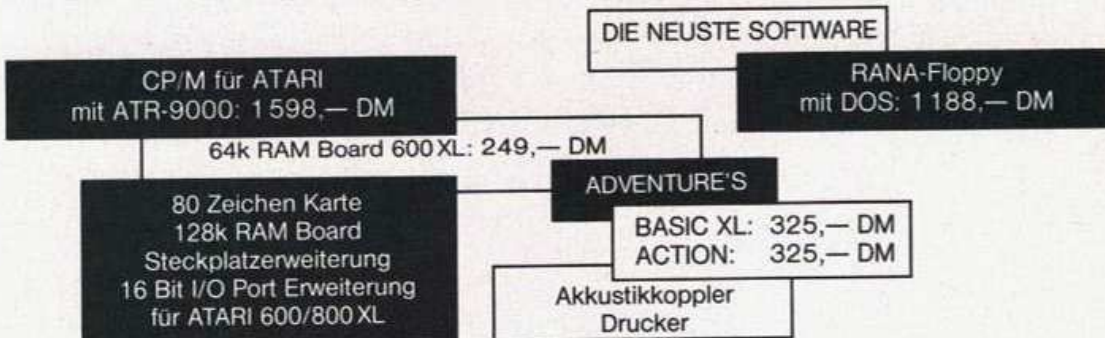 DIE NEUSTE SOFTWARE
CP/M für ATARI
mit ATR-9000: 1 598,— DM
RANA-Floppy
mit DOS: 1 188,— DM
64k RAM Board 600 XL: 249,— DM
80 Zeichen Karte
128k RAM Board
Steckplatzerweiterung
16 Bit I/O Port Erweiterung
für ATARI 600/800 XL
ADVENTURE'S
BASIC XL: 325,— DM
ACTION: 325,— DM
Akkustikkoppler
Drucker